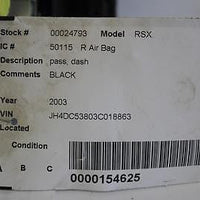 Stock # 00024793 Model RSX
IC # 50115 R Air Bag
Description pass, dash
Comments BLACK
Year 2003
VIN JH4DC53803C018863
Located
Condition
A B C 0000154625